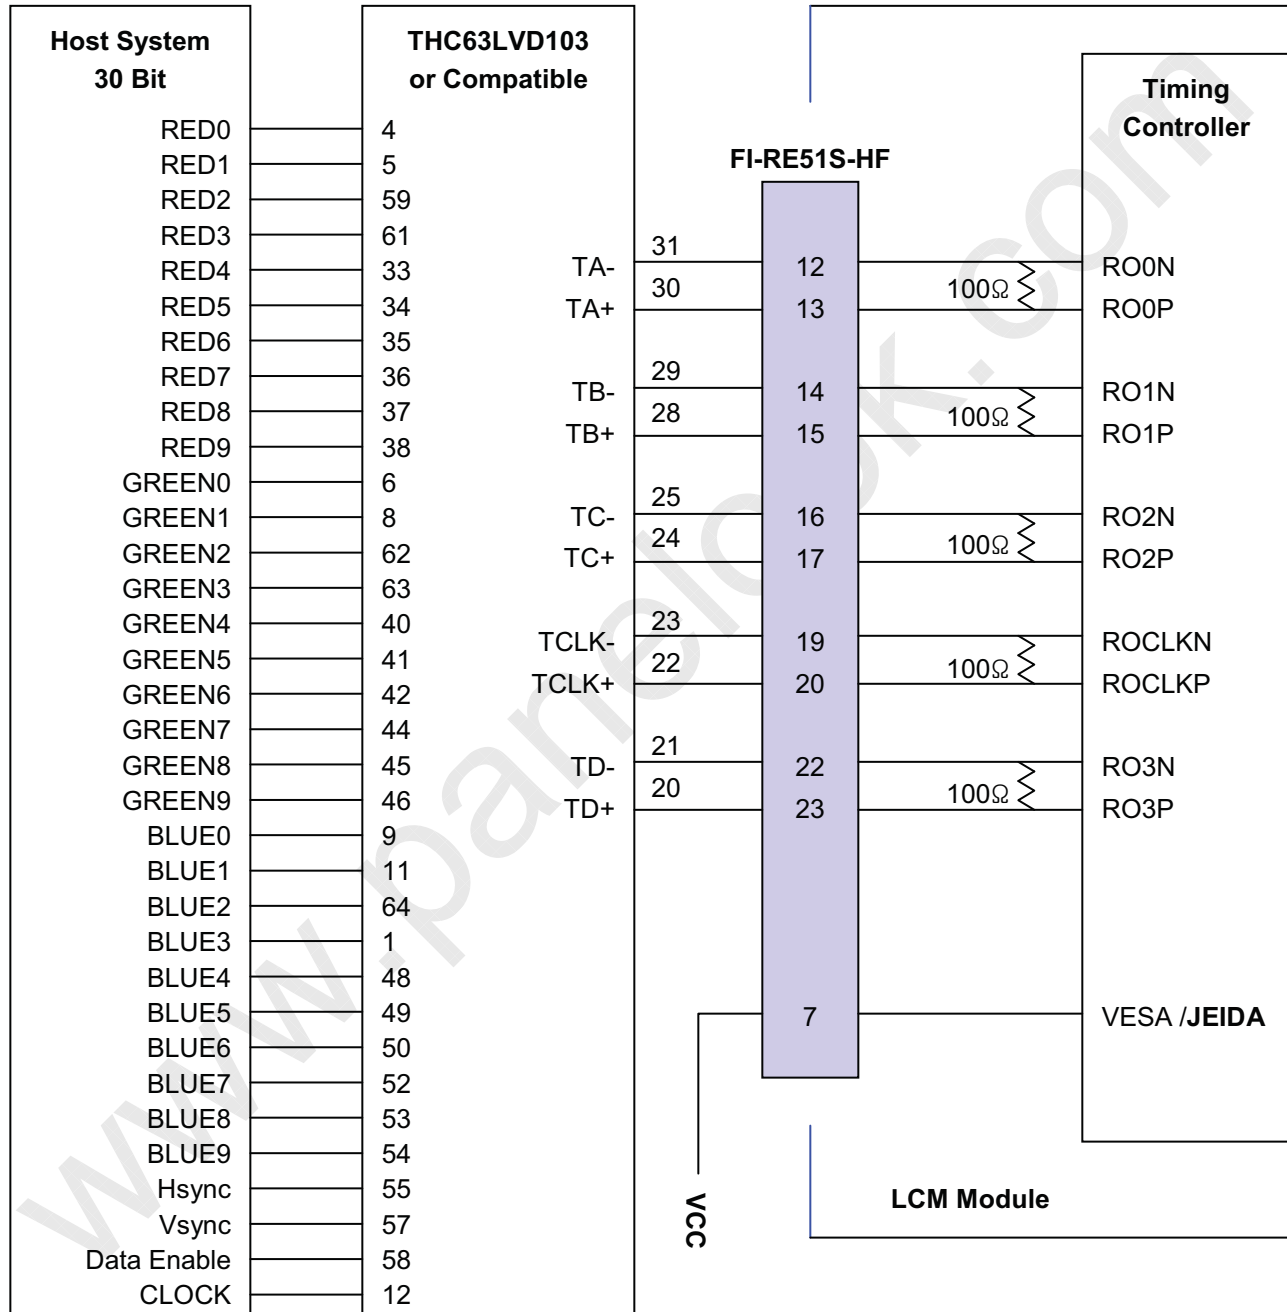 Host System
30 Bit
RED0
RED1
RED2
RED3
RED4
RED5
RED6
RED7
RED8
RED9
GREEN0
GREEN1
GREEN2
GREEN3
GREEN4
GREEN5
GREEN6
GREEN7
GREEN8
GREEN9
BLUE0
BLUE1
BLUE2
BLUE3
BLUE4
BLUE5
BLUE6
BLUE7
BLUE8
BLUE9
Hsync
Vsync
Data Enable
CLOCK
THC63LVD103
or Compatible
4
5
59
61
33
34
35
36
37
38
6
8
62
63
40
41
42
44
45
46
9
11
64
1
48
49
50
52
53
54
55
57
58
12
TA-
TA+
TB-
TB+
TC-
TC+
TCLK-
TCLK+
TD-
TD+
31
30
29
28
25
24
23
22
21
20
VCC
FI-RE51S-HF
12
13
14
15
16
17
19
20
22
23
7
100Ω
100Ω
100Ω
100Ω
100Ω
Timing
Controller
RO0N
RO0P
RO1N
RO1P
RO2N
RO2P
ROCLKN
ROCLKP
RO3N
RO3P
VESA /JEIDA
LCM Module
www.panelook.com